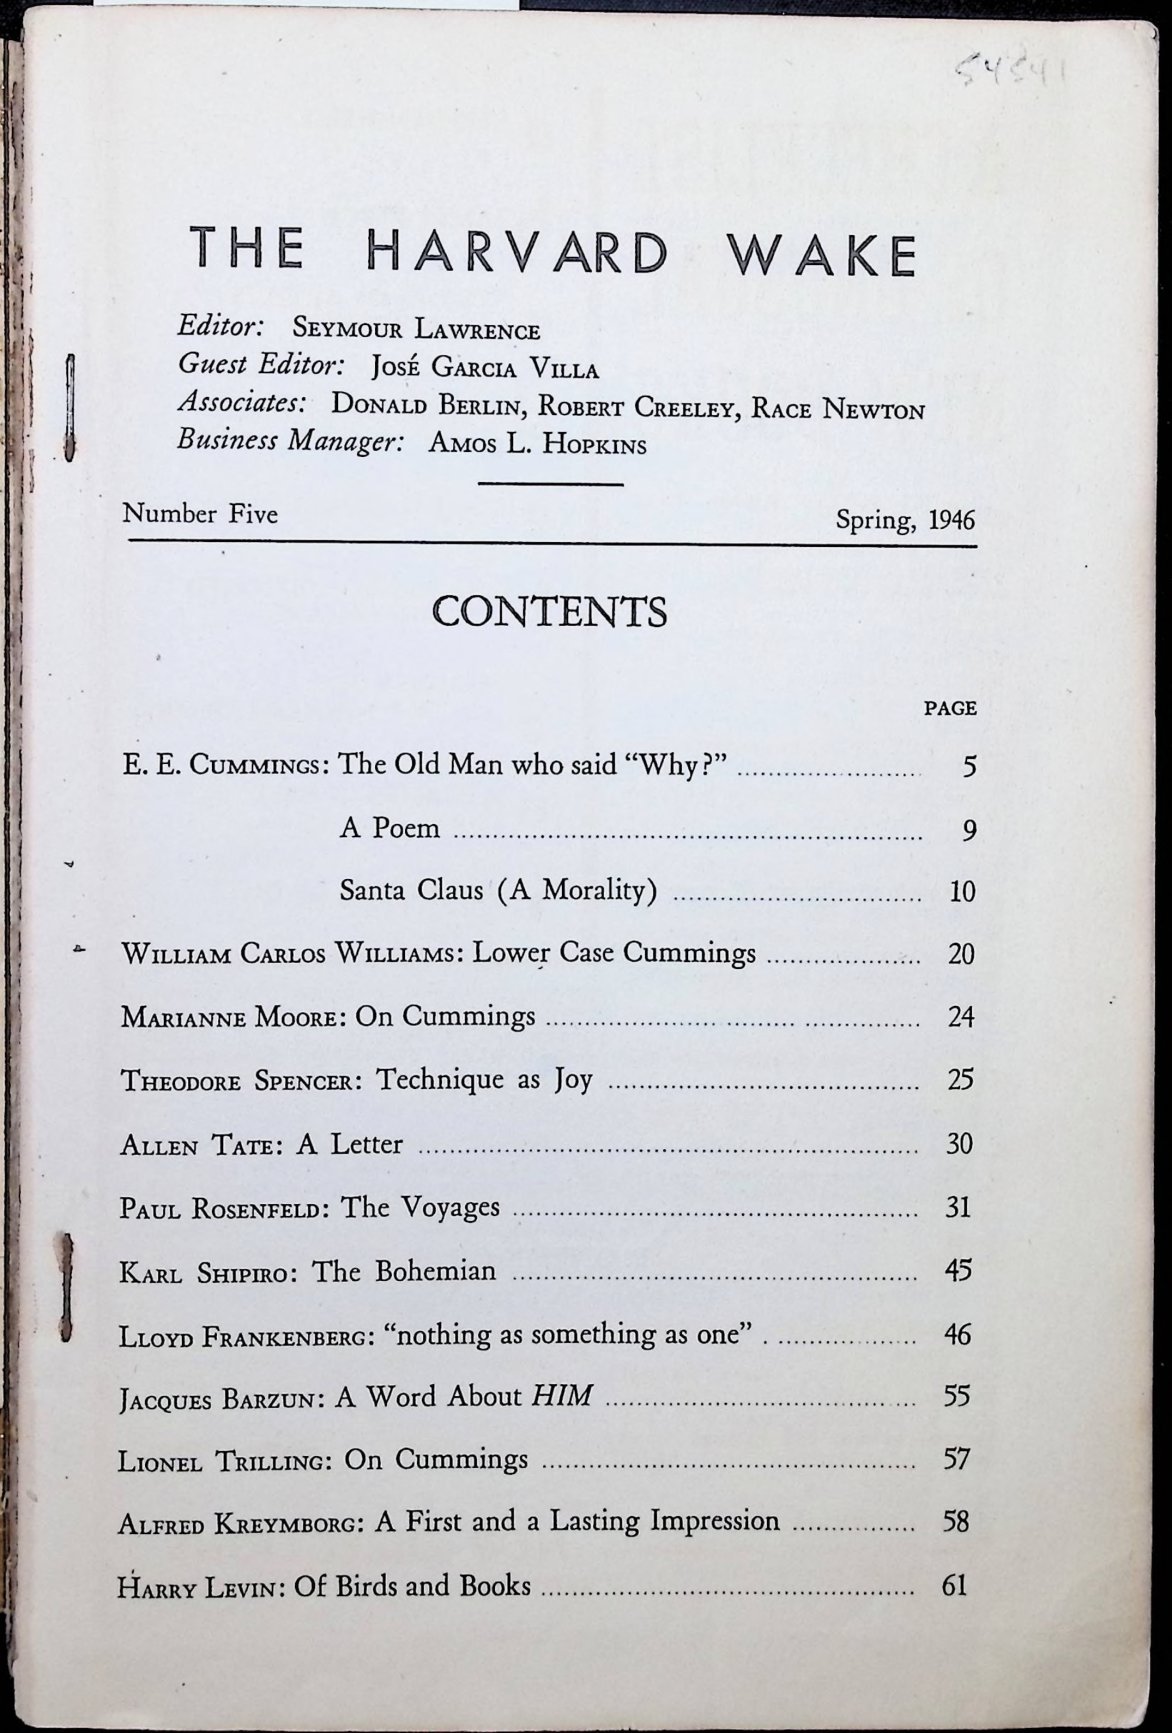 54541
THE HARVARD WAKE
Editor: SEYMOUR LAWRENCE
Guest Editor: JOSÉ GARCIA VILLA
Associates: DONALD BERLIN, ROBERT CREELEY, RACE NEWTON
Business Manager: AMOS L. HOPKINS
Number Five Spring, 1946
CONTENTS
PAGE
E. E. CUMMINGS: The Old Man who said “Why?” ........................ 5
A Poem ............................................................ 9
Santa Claus (A Morality) ................................ 10
WILLIAM CARLOS WILLIAMS: Lower Case Cummings .................... 20
MARIANNE MOORE: On Cummings ................................................ 24
THEODORE SPENCER: Technique as Joy ........................................ 25
ALLEN TATE: A Letter ................................................................ 30
PAUL ROSENFELD: The Voyages .................................................... 31
KARL SHIPIRO: The Bohemian .................................................... 45
LLOYD FRANKENBERG: “nothing as something as one” . .................. 46
JACQUES BARZUN: A Word About HIM ........................................ 55
LIONEL TRILLING: On Cummings ................................................ 57
ALFRED KREYMBORG: A First and a Lasting Impression ................ 58
HARRY LEVIN: Of Birds and Books ................................................ 61